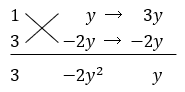 1 y → 3y
3 −2y → −2y
3 −2y² y